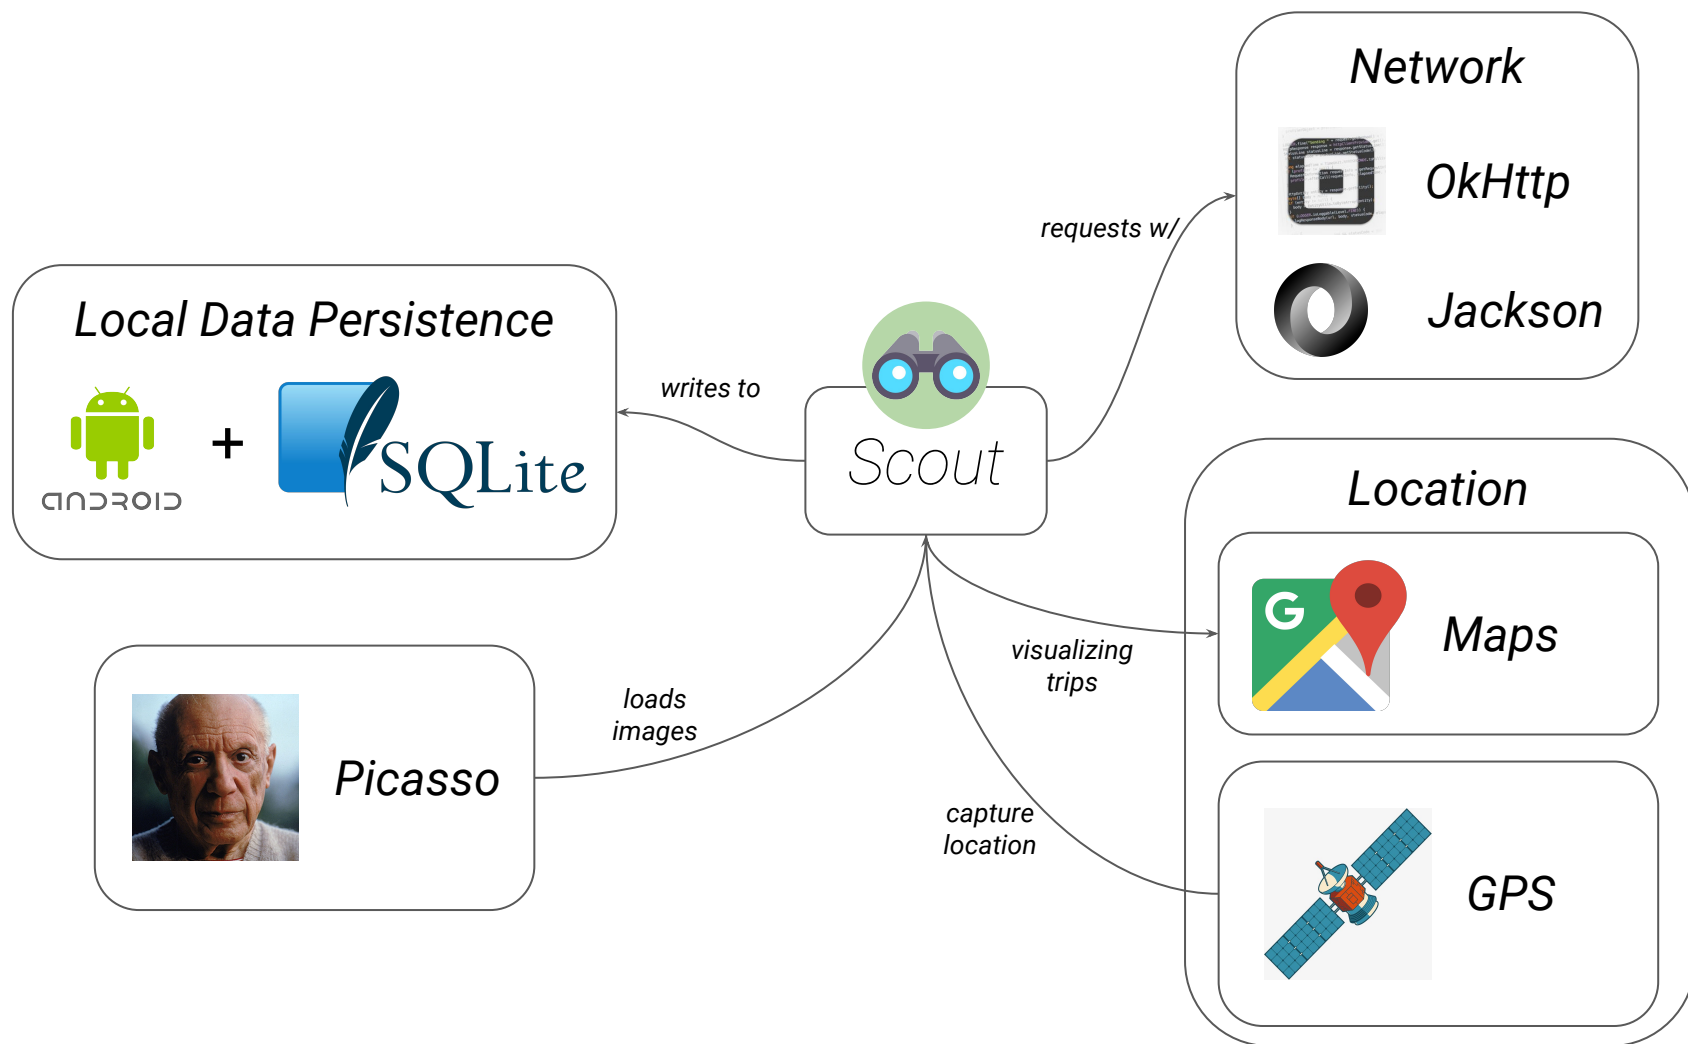 Network
OkHttp
Jackson
requests w/
Local Data Persistence
ANDROID
+
SQLite
writes to
Scout
Location
G
Maps
visualizing
trips
Picasso
loads
images
capture
location
GPS